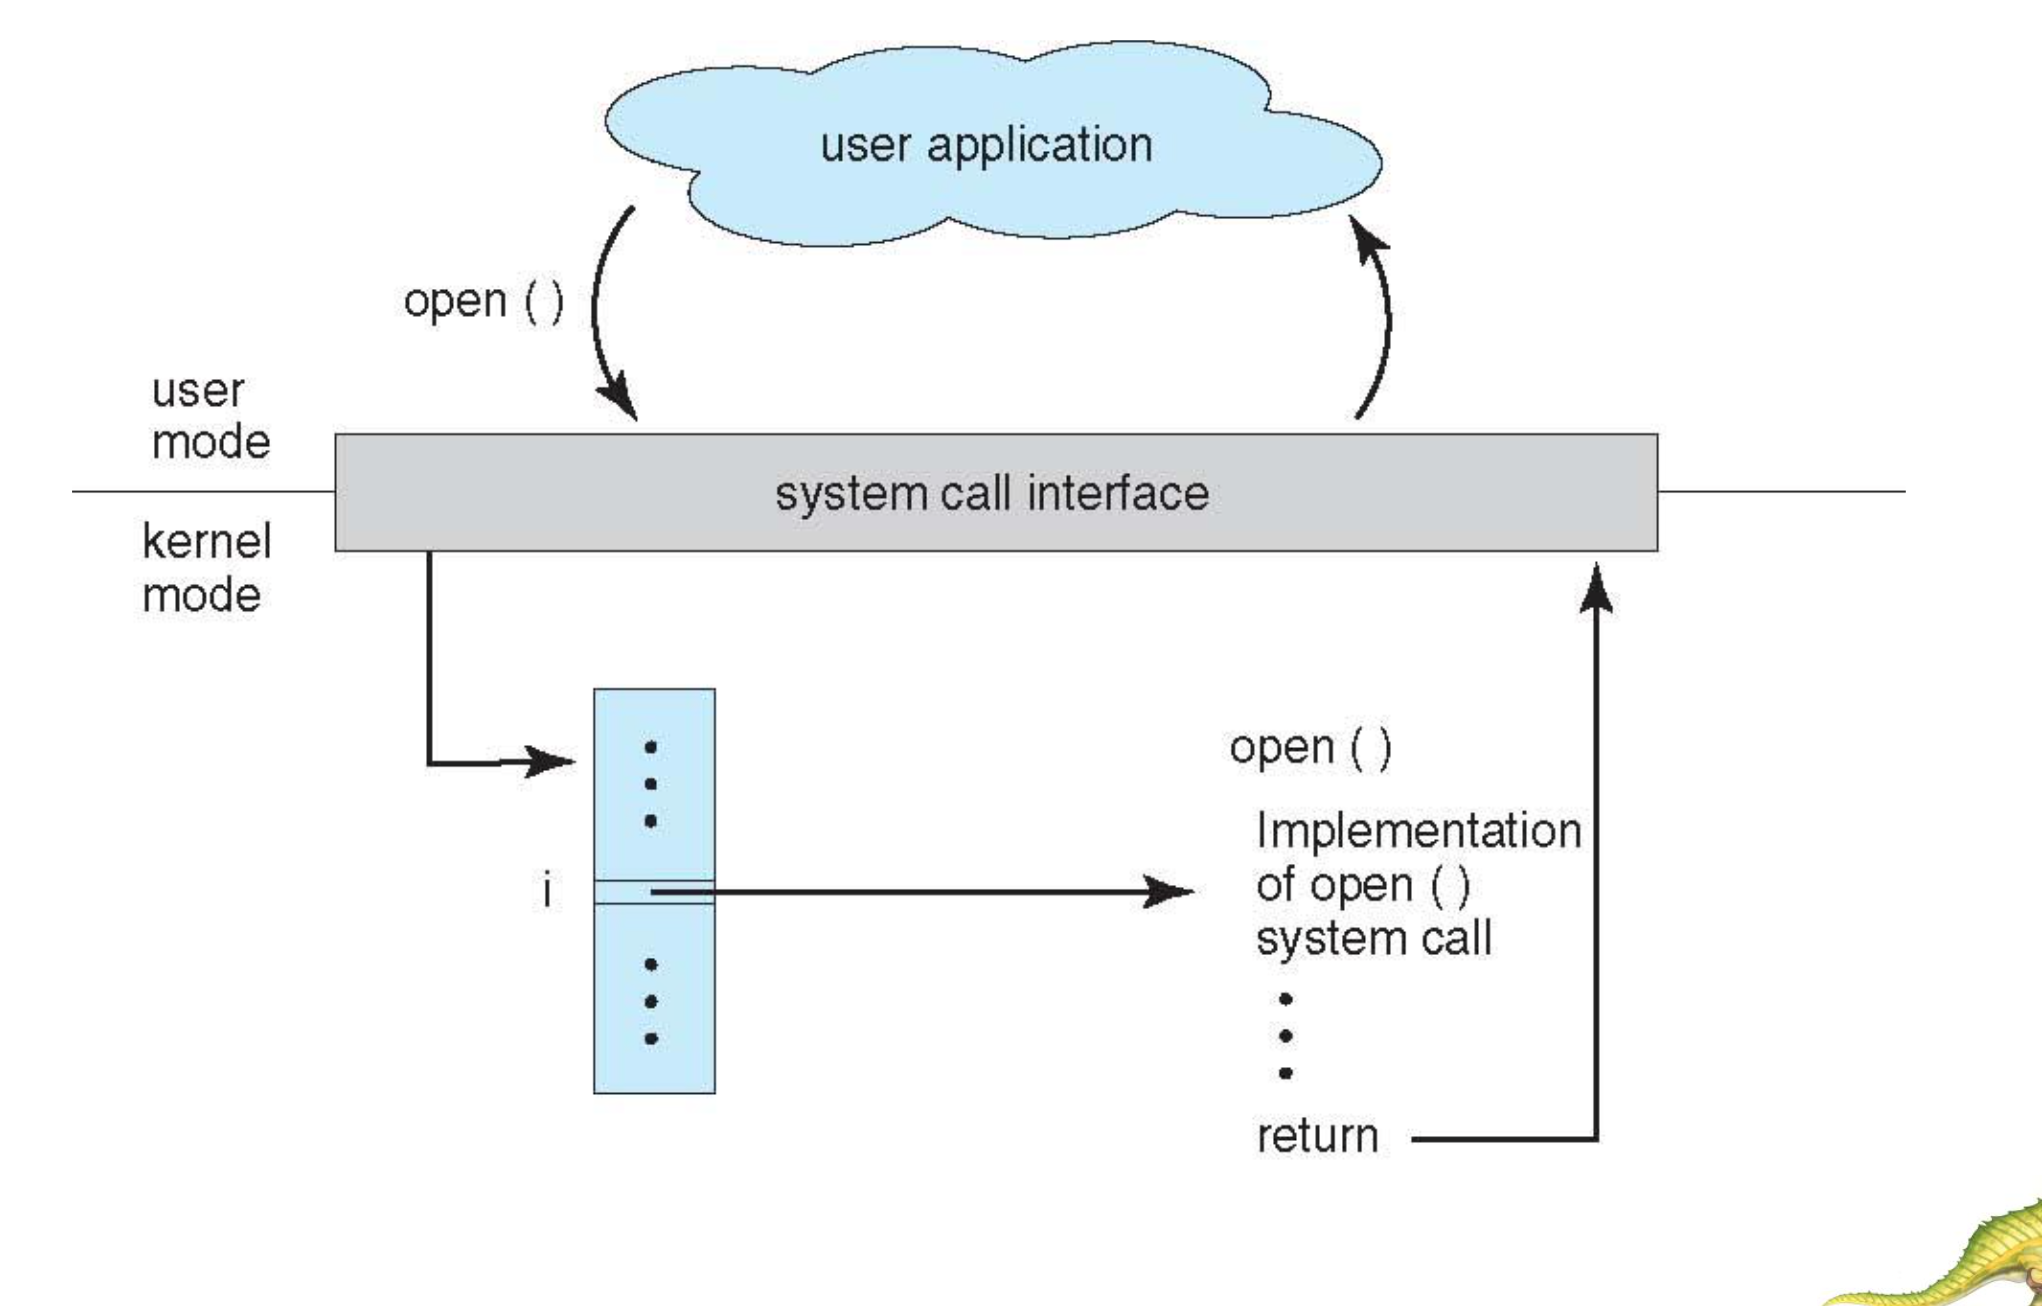 user application
open ( )
user
mode
system call interface
kernel
mode
open ( )
Implementation
of open ( )
system call
i
return